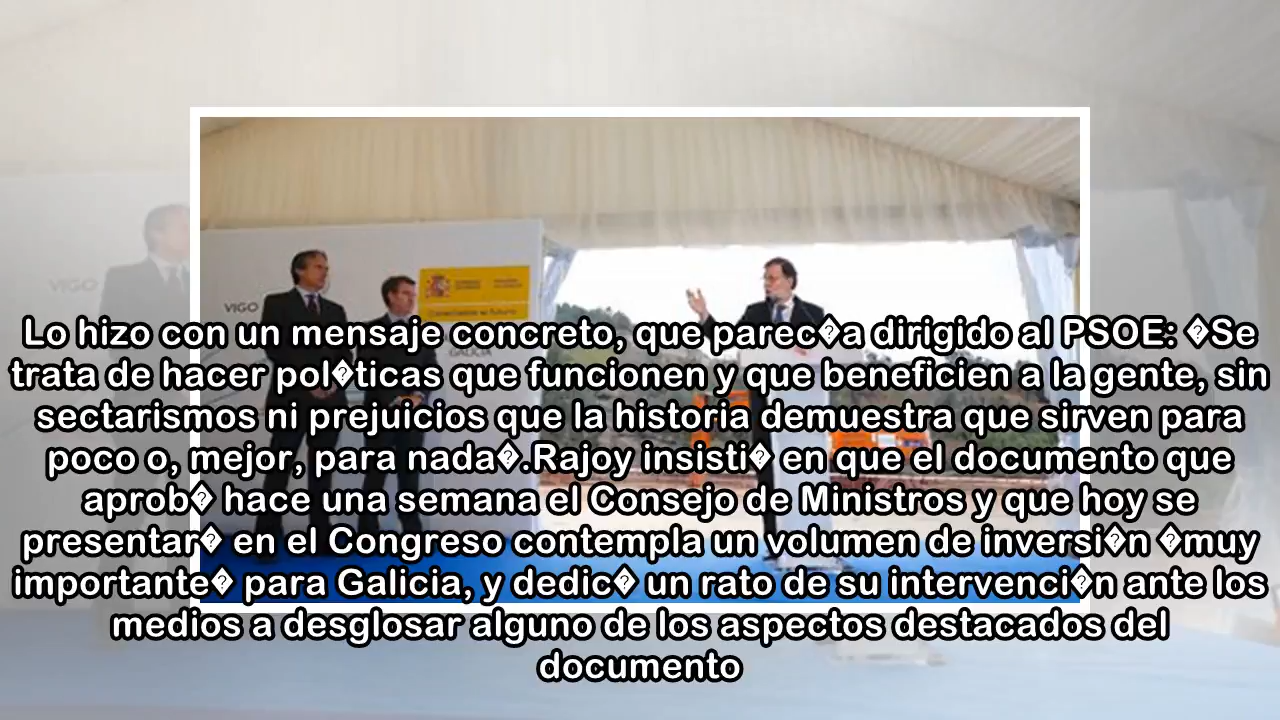 VIGO
GALICIA
Lo hizo con un mensaje concreto, que parec�a dirigido al PSOE: �Se
trata de hacer pol�ticas que funcionen y que beneficien a la gente, sin
sectarismos ni prejuicios que la historia demuestra que sirven para
poco o, mejor, para nada�.Rajoy insisti� en que el documento que
aprob� hace una semana el Consejo de Ministros y que hoy se
presentar� en el Congreso contempla un volumen de inversi�n �muy
importante� para Galicia, y dedic� un rato de su intervenci�n ante los
medios a desglosar alguno de los aspectos destacados del
documento